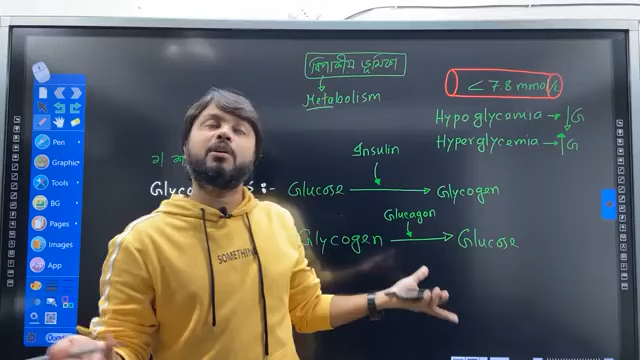 বিপাকীয় ভূমিকা
Metabolism
< 7.8 mmol/L
Hypoglycemia → ↓G
Hyperglycemia → ↑G
Insulin
Glucose → Glycogen
Glucagon
Glycogen → Glucose
SOMETHING
Pen
Graphic
Tools
BG
Pages
Images
App